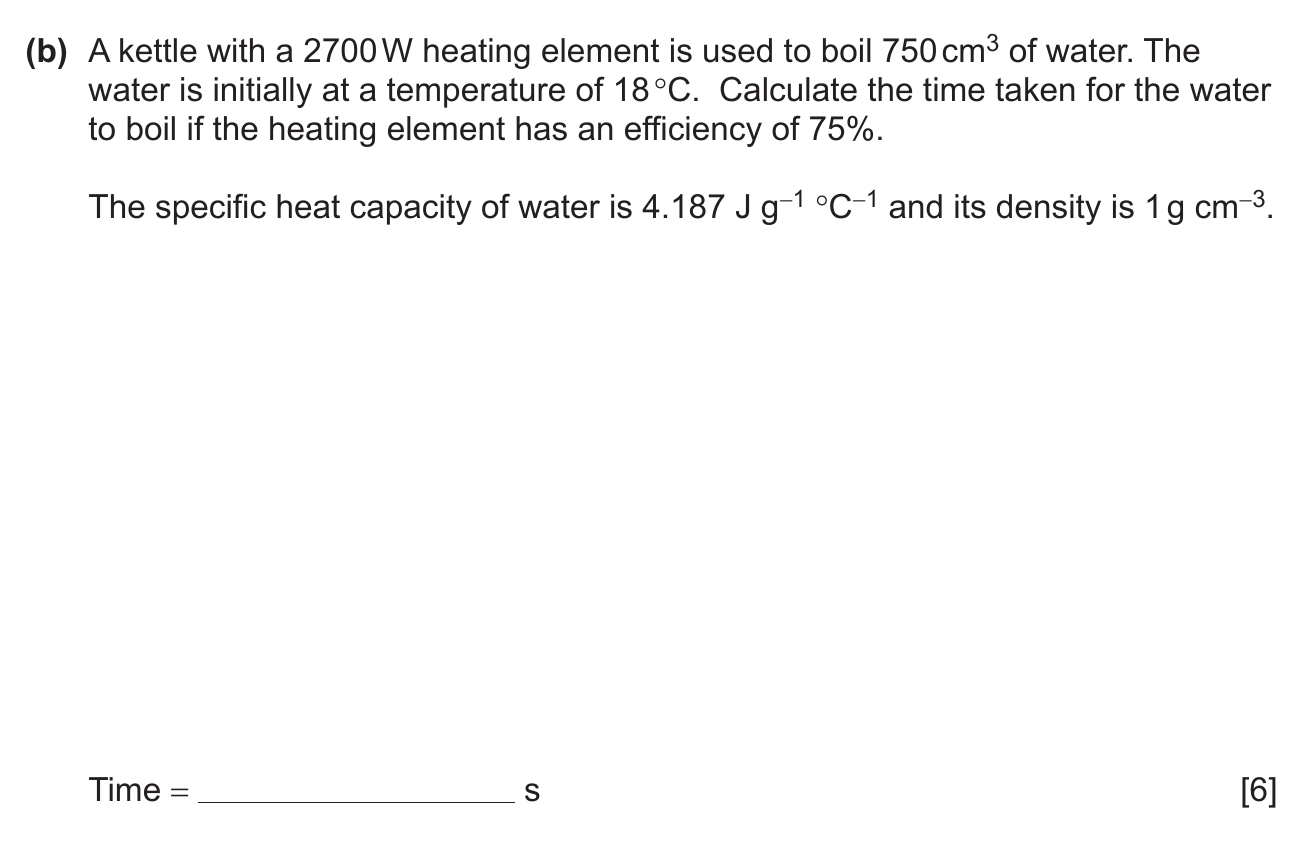 (b) A kettle with a 2700 W heating element is used to boil 750 cm³ of water. The
water is initially at a temperature of 18 °C. Calculate the time taken for the water
to boil if the heating element has an efficiency of 75%.
The specific heat capacity of water is 4.187 J g⁻¹ °C⁻¹ and its density is 1 g cm⁻³.
Time = ____________________ s [6]